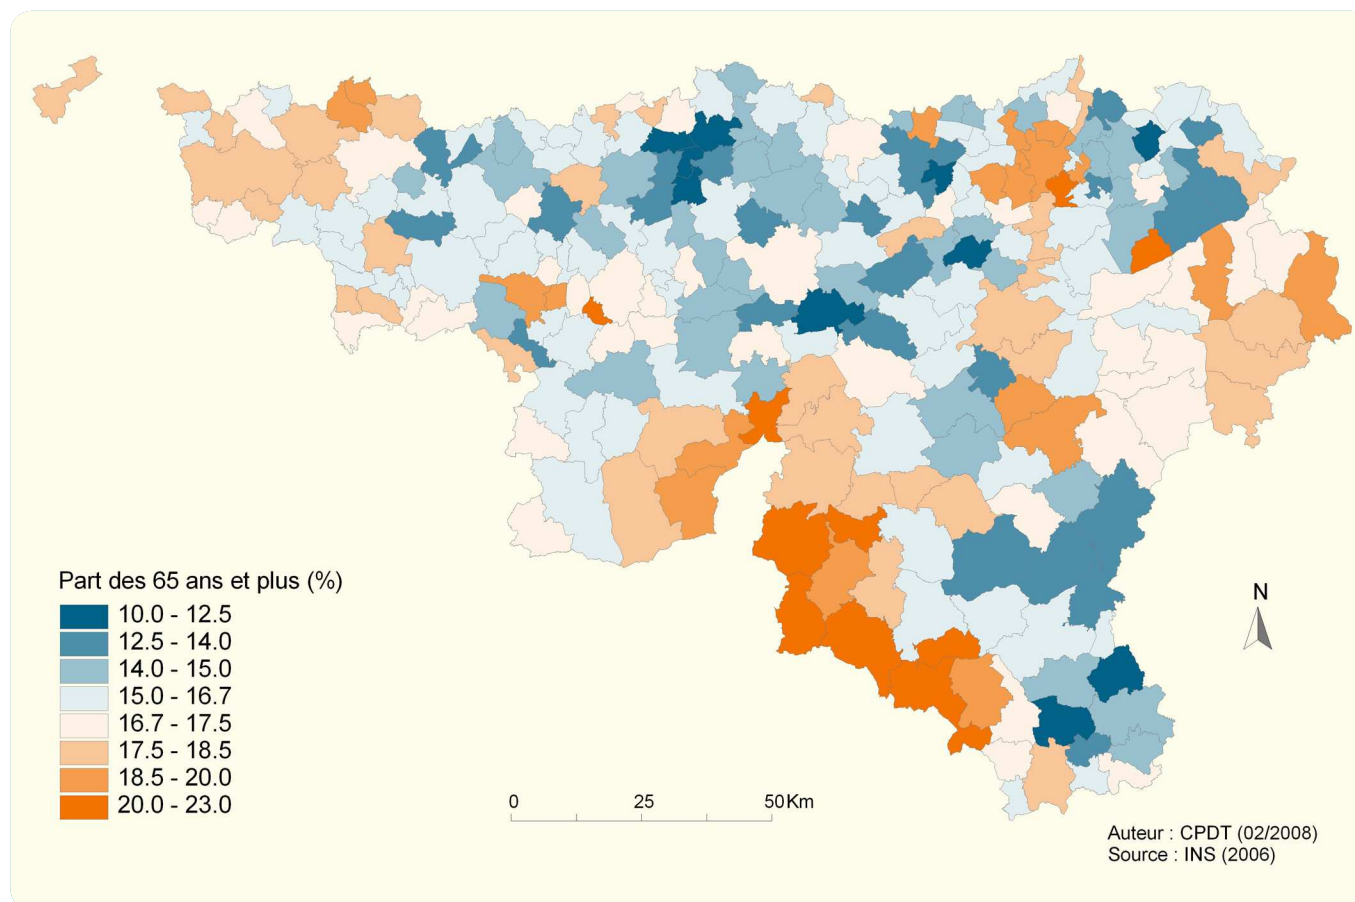 Part des 65 ans et plus (%)
10.0 - 12.5
12.5 - 14.0
14.0 - 15.0
15.0 - 16.7
16.7 - 17.5
17.5 - 18.5
18.5 - 20.0
20.0 - 23.0
N
0 25 50Km
Auteur : CPDT (02/2008)
Source : INS (2006)